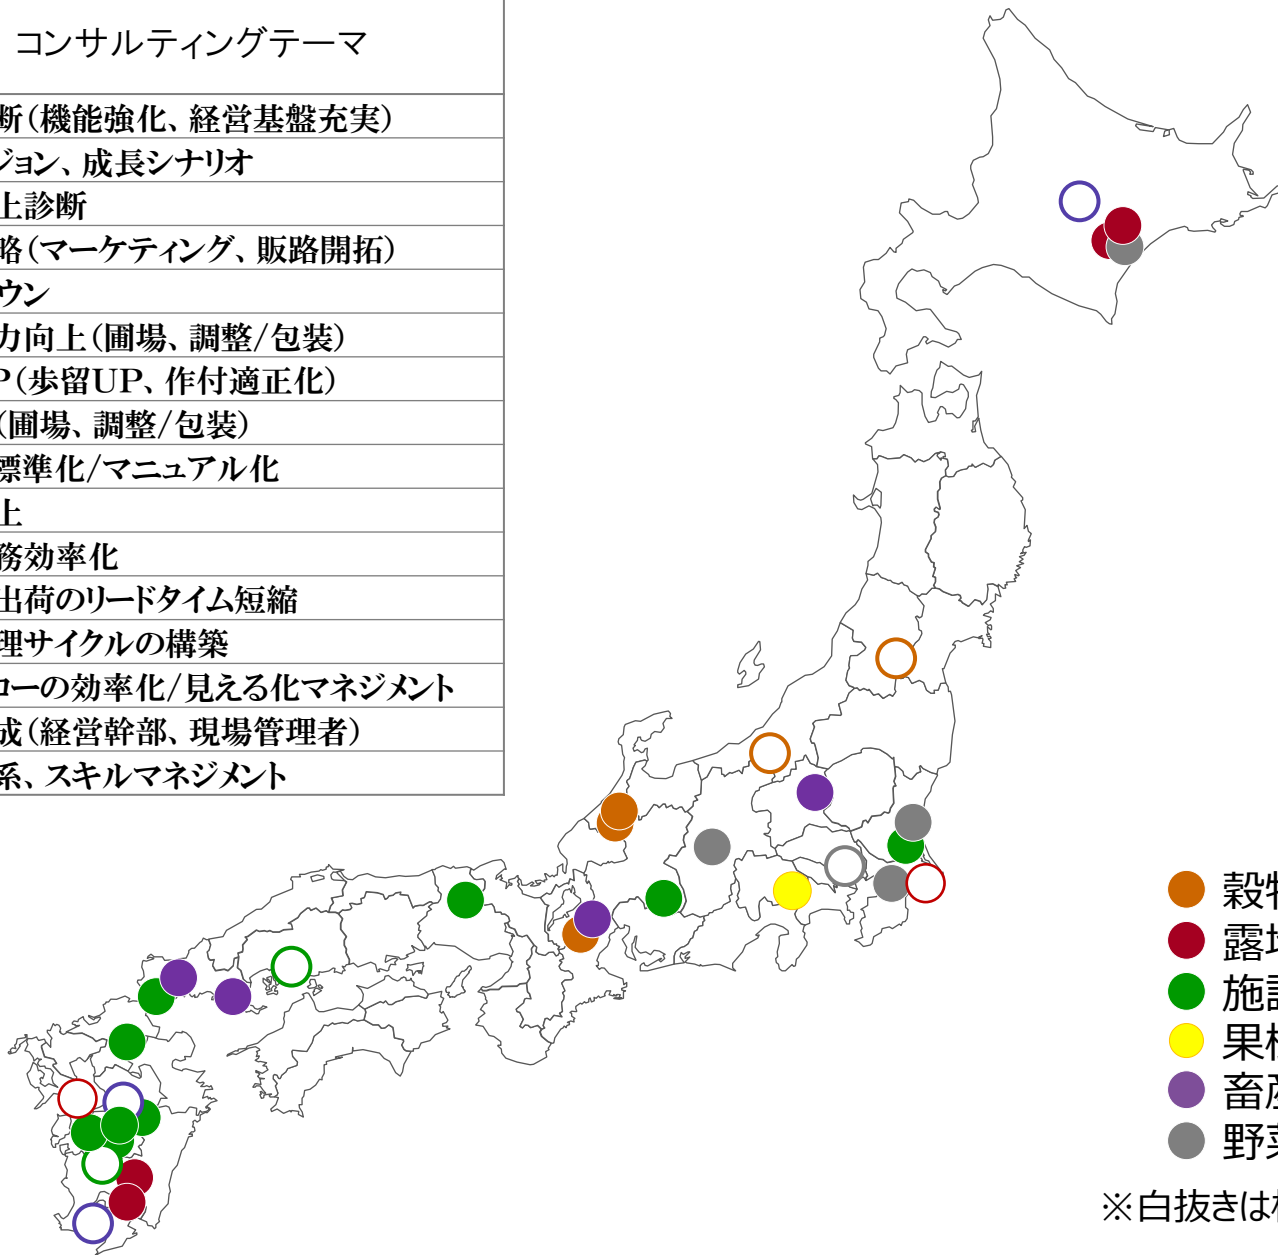 コンサルティングテーマ
断（機能強化、経営基盤充実）
ジョン、成長シナリオ
上診断
略（マーケティング、販路開拓）
ウン
力向上（圃場、調整/包装）
P（歩留UP、作付適正化）
（圃場、調整/包装）
標準化/マニュアル化
上
務効率化
出荷のリードタイム短縮
理サイクルの構築
ローの効率化/見える化マネジメント
成（経営幹部、現場管理者）
系、スキルマネジメント
穀物
露地
施設
果樹
畜産
野菜
※白抜きは